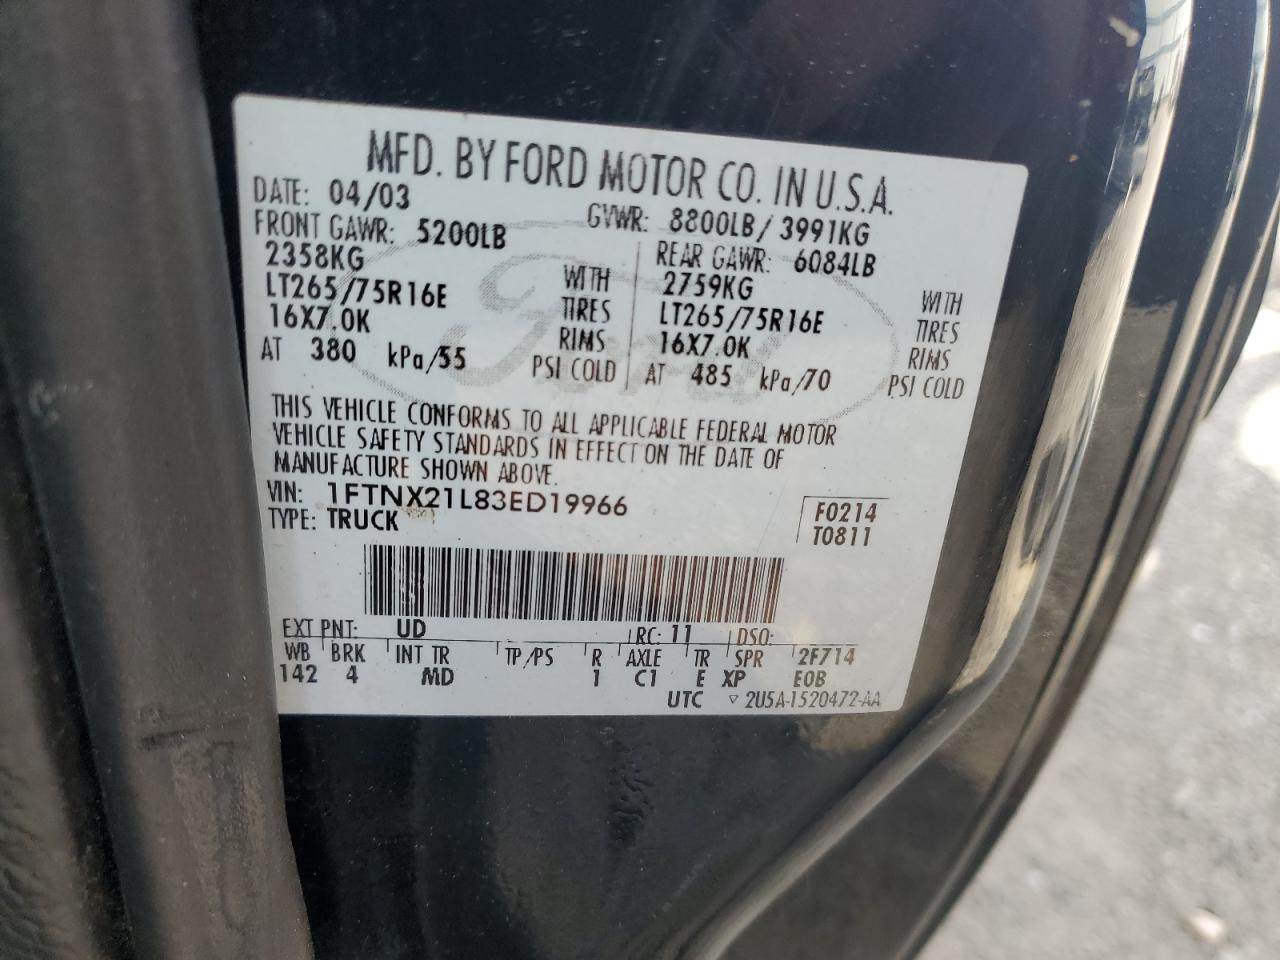 MFD. BY FORD MOTOR CO. IN U.S.A.
DATE: 04/03 GVWR: 8800LB/ 3991KG
FRONT GAWR: 5200LB REAR GAWR: 6084LB
2358KG WITH 2759KG WITH
LT265/75R16E TIRES LT265/75R16E TIRES
16X7.0K RIMS 16X7.0K RIMS
AT 380 kPa/55 PSI COLD AT 485 kPa/70 PSI COLD
Ford
THIS VEHICLE CONFORMS TO ALL APPLICABLE FEDERAL MOTOR
VEHICLE SAFETY STANDARDS IN EFFECT ON THE DATE OF
MANUFACTURE SHOWN ABOVE.
VIN: 1FTNX21L83ED19966 F0214
TYPE: TRUCK T0811
EXT PNT: UD RC: 11 DSO:
WB BRK INT TR TP/PS R AXLE TR SPR 2F714
142 4 MD 1 C1 E XP E0B
UTC ▽ 2U5A-1520472-AA